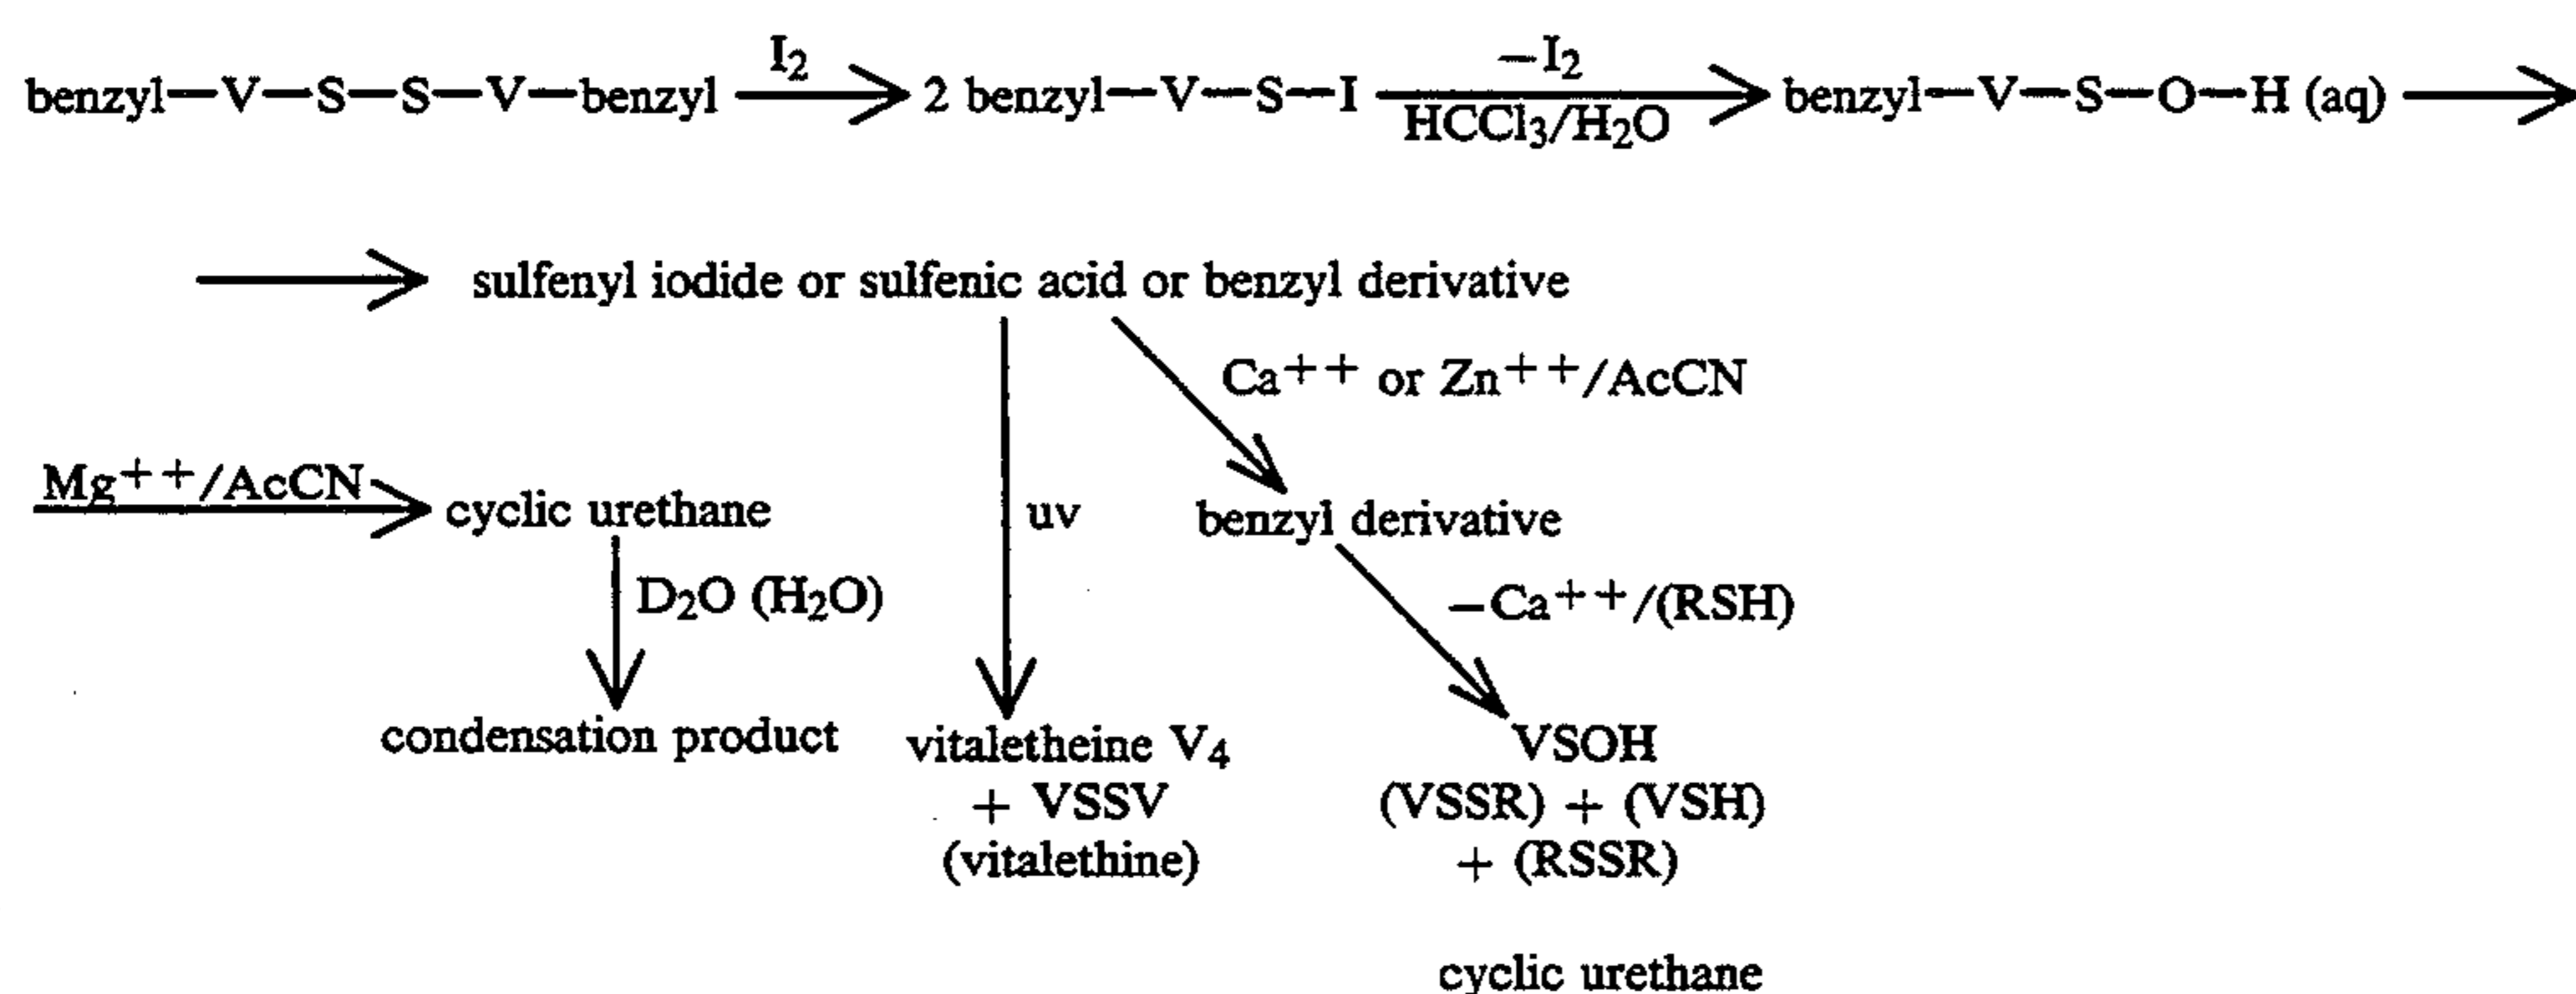 I2 −I2
benzyl—V—S—S—V—benzyl 2 benzyl—V—S—I benzyl—V—S—O—H (aq)
HCCl3/H2O
sulfenyl iodide or sulfenic acid or benzyl derivative
Ca++ or Zn++/AcCN
Mg++/AcCN
cyclic urethane uv benzyl derivative
D2O (H2O) −Ca++/(RSH)
condensation product vitaletheine V4 VSOH
+ VSSV (VSSR) + (VSH)
(vitalethine) + (RSSR)
cyclic urethane